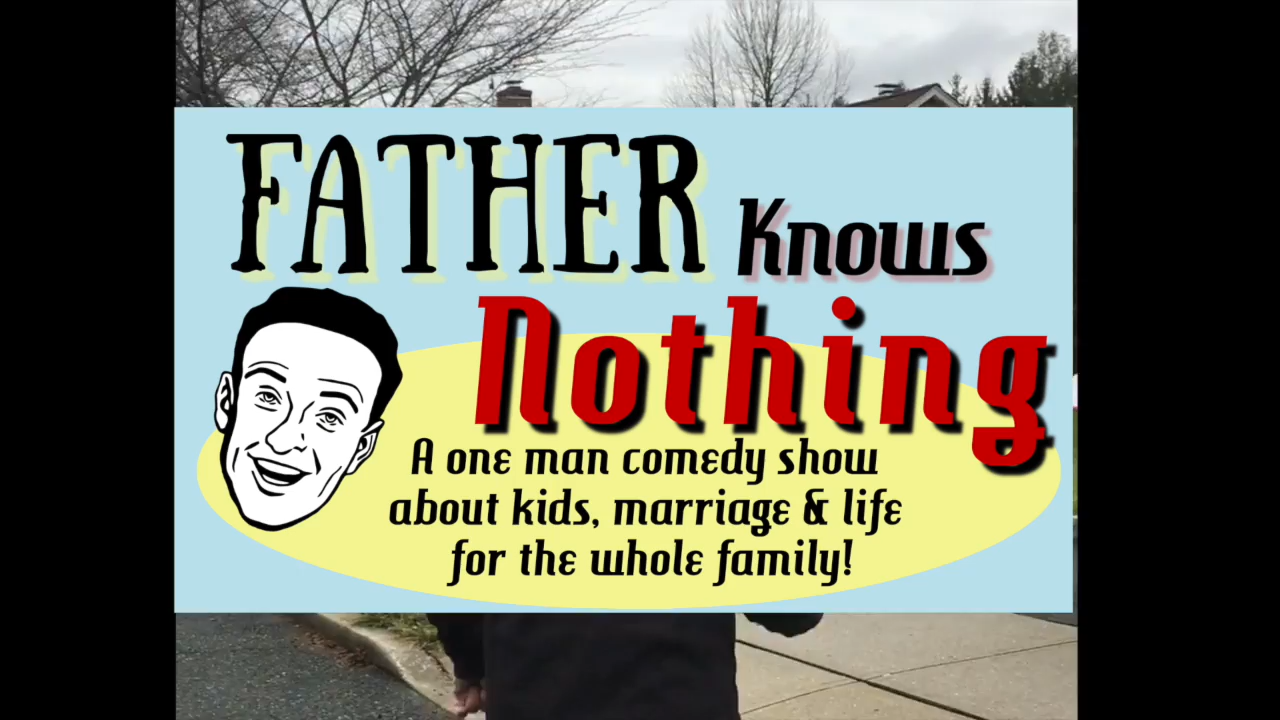 FATHER Knows
Nothing
A one man comedy show
about kids, marriage & life
for the whole family!